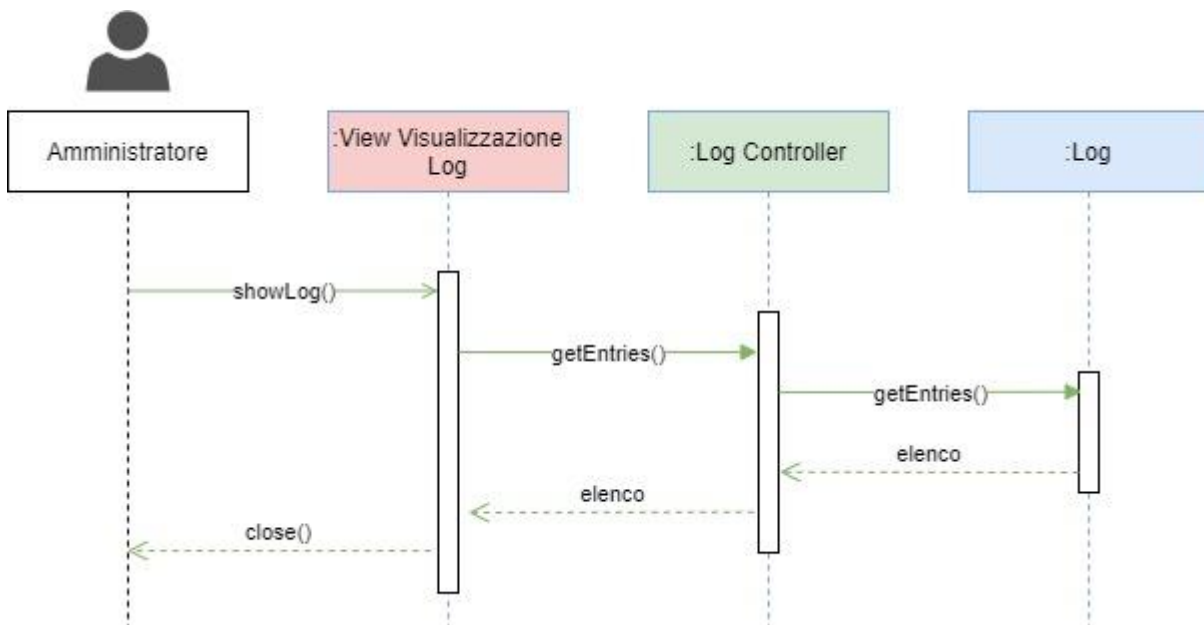 Amministratore
:View Visualizzazione
Log
:Log Controller
:Log
showLog()
getEntries()
getEntries()
elenco
elenco
close()